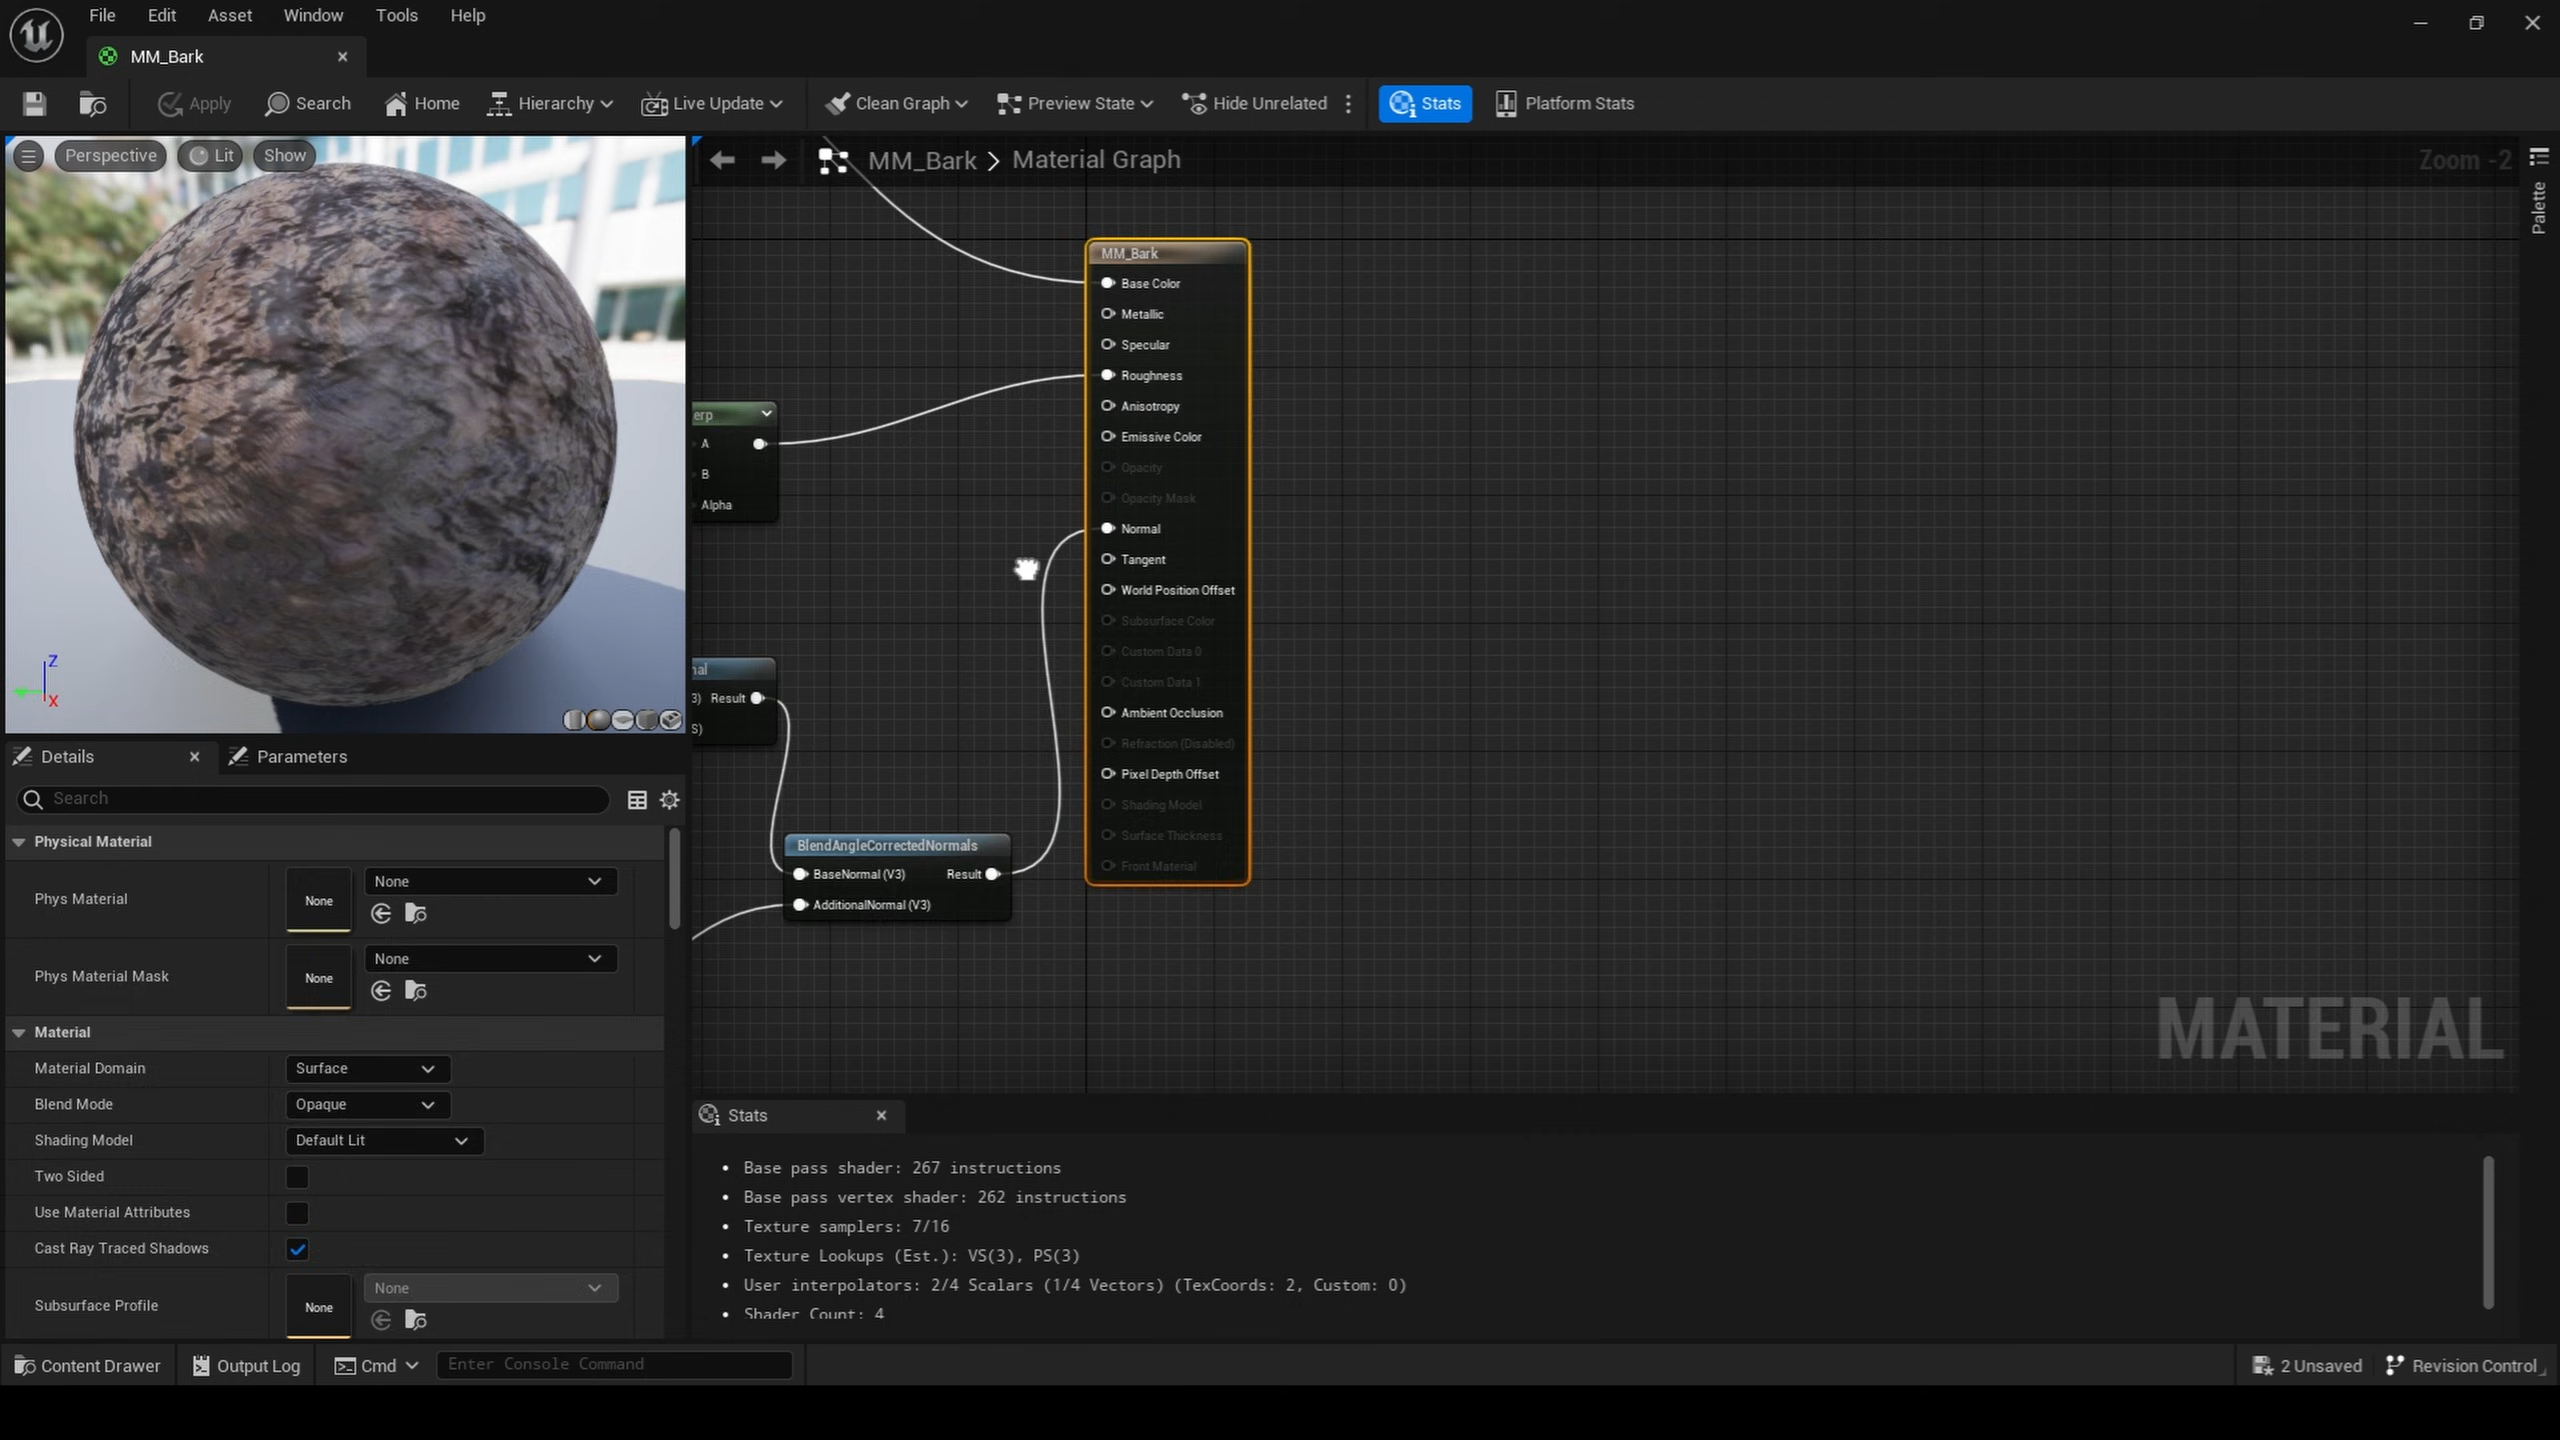 File Edit Asset Window Tools Help
MM_Bark
Apply Search Home Hierarchy Live Update Clean Graph Preview State Hide Unrelated Stats Platform Stats
Perspective Lit Show
MM_Bark > Material Graph
Zoom -2
Palette
MM_Bark
Base Color
Metallic
Specular
Roughness
Anisotropy
Emissive Color
Opacity
Opacity Mask
Normal
Tangent
World Position Offset
Subsurface Color
Custom Data 0
Custom Data 1
Ambient Occlusion
Refraction (Disabled)
Pixel Depth Offset
Shading Model
Surface Thickness
Front Material
erp
A
B
Alpha
nal
3) Result
S)
BlendAngleCorrectedNormals
BaseNormal (V3) Result
AdditionalNormal (V3)
MATERIAL
Z
X
Details Parameters
Search
Physical Material
Phys Material None None
Phys Material Mask None None
Material
Material Domain Surface
Blend Mode Opaque
Shading Model Default Lit
Two Sided
Use Material Attributes
Cast Ray Traced Shadows
Subsurface Profile None None
Stats
• Base pass shader: 267 instructions
• Base pass vertex shader: 262 instructions
• Texture samplers: 7/16
• Texture Lookups (Est.): VS(3), PS(3)
• User interpolators: 2/4 Scalars (1/4 Vectors) (TexCoords: 2, Custom: 0)
• Shader Count: 4
Content Drawer Output Log Cmd Enter Console Command 2 Unsaved Revision Control